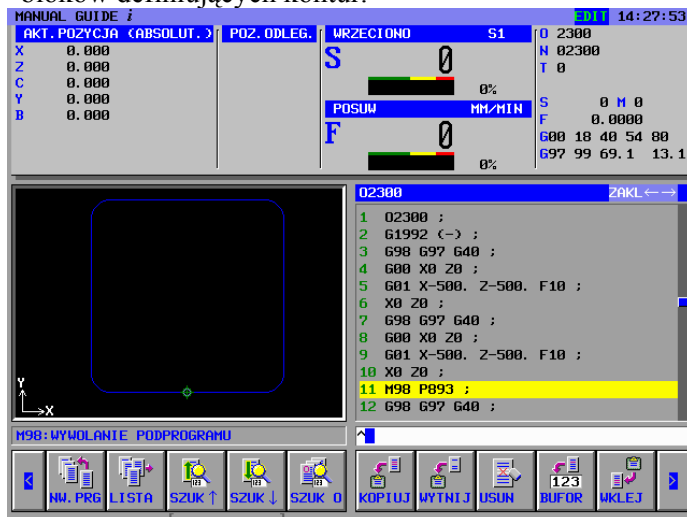 bloków definiujących kontur.
MANUAL GUIDE i EDIT 14:27:53
AKT.POZYCJA (ABSOLUT.) POZ.ODLEG. WRZECIONO S1
X 0.000
Z 0.000
C 0.000
Y 0.000
B 0.000
S 0
0%
POSUW MM/MIN
F 0
0%
O 2300
N 02300
T 0
S 0 M 0
F 0.0000
G00 18 40 54 80
G97 99 69.1 13.1
Y
X
M98:WYWOLANIE PODPROGRAMU
O2300 ZAKL←→
1 O2300 ;
2 G1992 (-) ;
3 G98 G97 G40 ;
4 G00 X0 Z0 ;
5 G01 X-500. Z-500. F10 ;
6 X0 Z0 ;
7 G98 G97 G40 ;
8 G00 X0 Z0 ;
9 G01 X-500. Z-500. F10 ;
10 X0 Z0 ;
11 M98 P893 ;
12 G98 G97 G40 ;
^
NW.PRG LISTA SZUK↑ SZUK↓ SZUK O KOPIUJ WYTNIJ USUN BUFOR WKLEJ